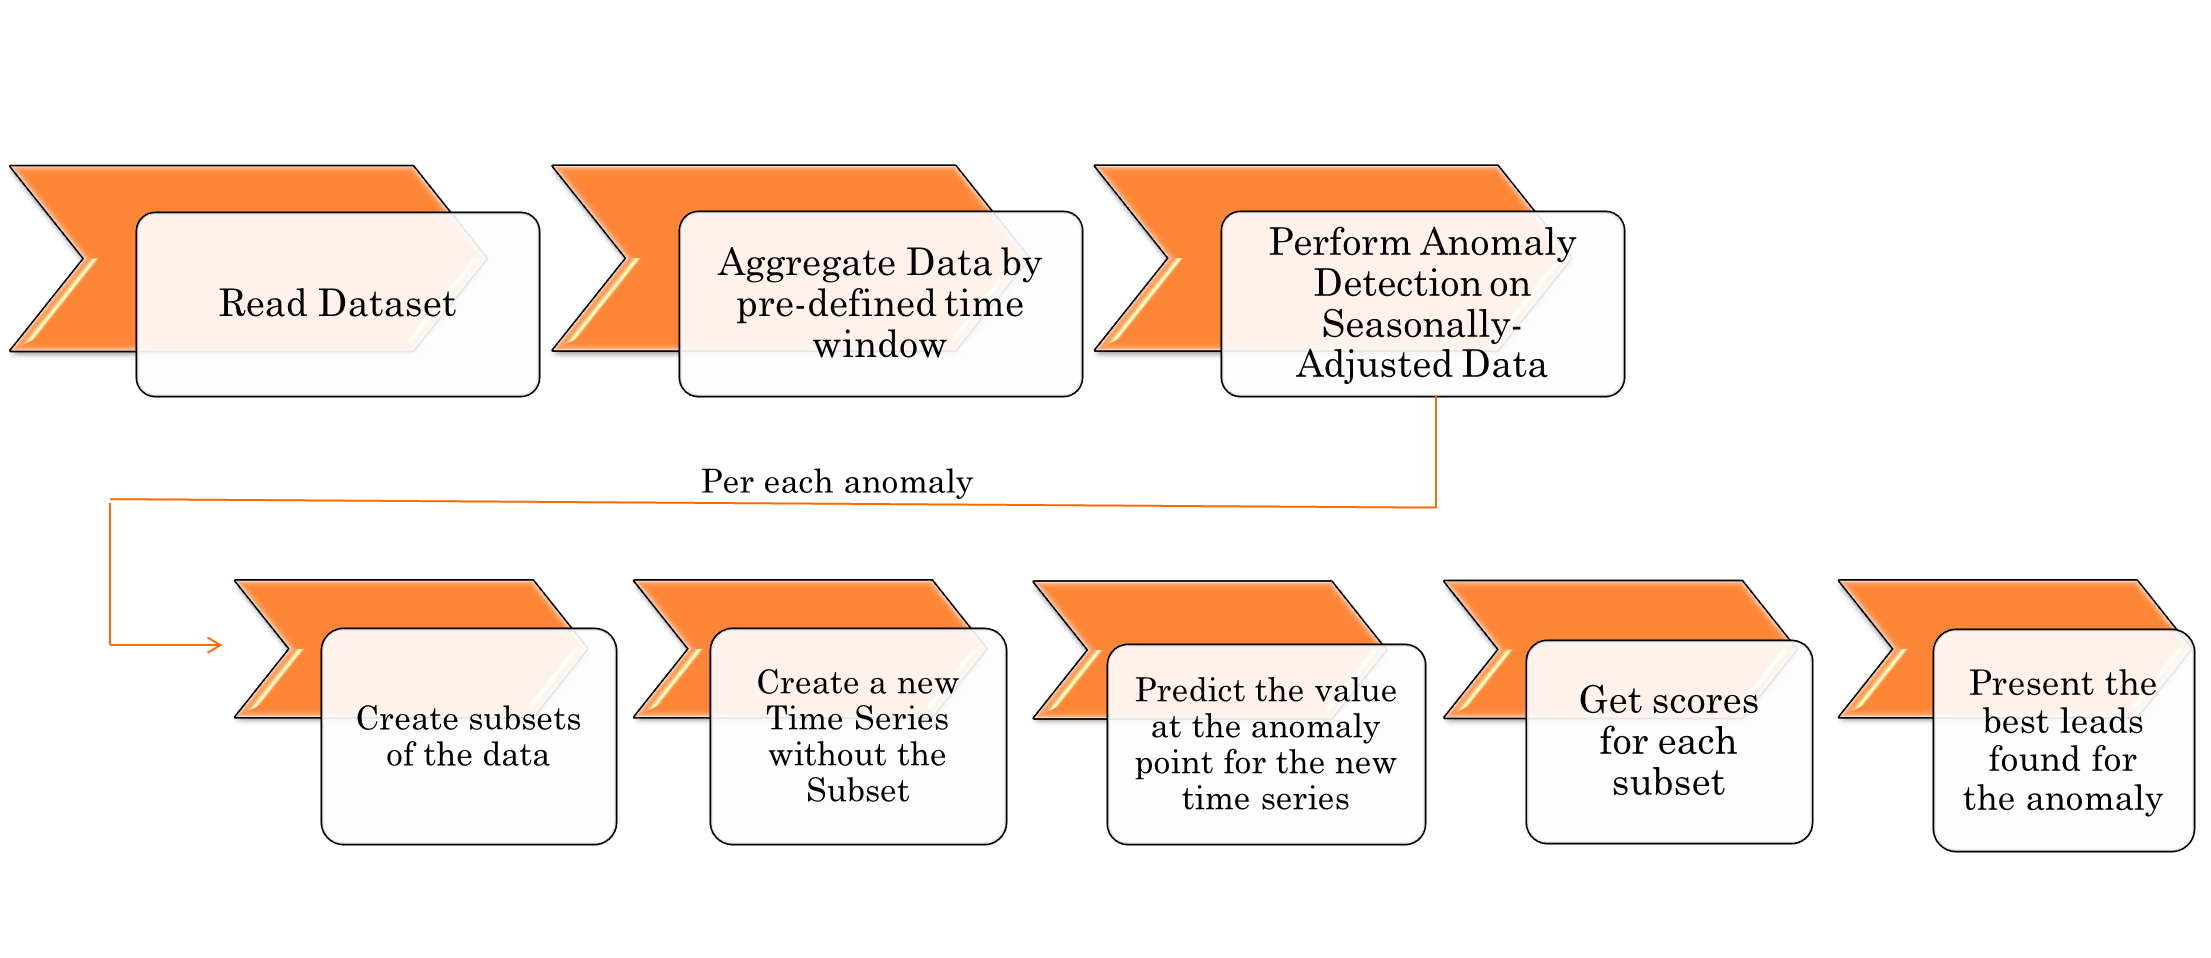 Read Dataset
Aggregate Data by
pre-defined time
window
Perform Anomaly
Detection on
Seasonally-
Adjusted Data
Per each anomaly
Create subsets
of the data
Create a new
Time Series
without the
Subset
Predict the value
at the anomaly
point for the new
time series
Get scores
for each
subset
Present the
best leads
found for
the anomaly